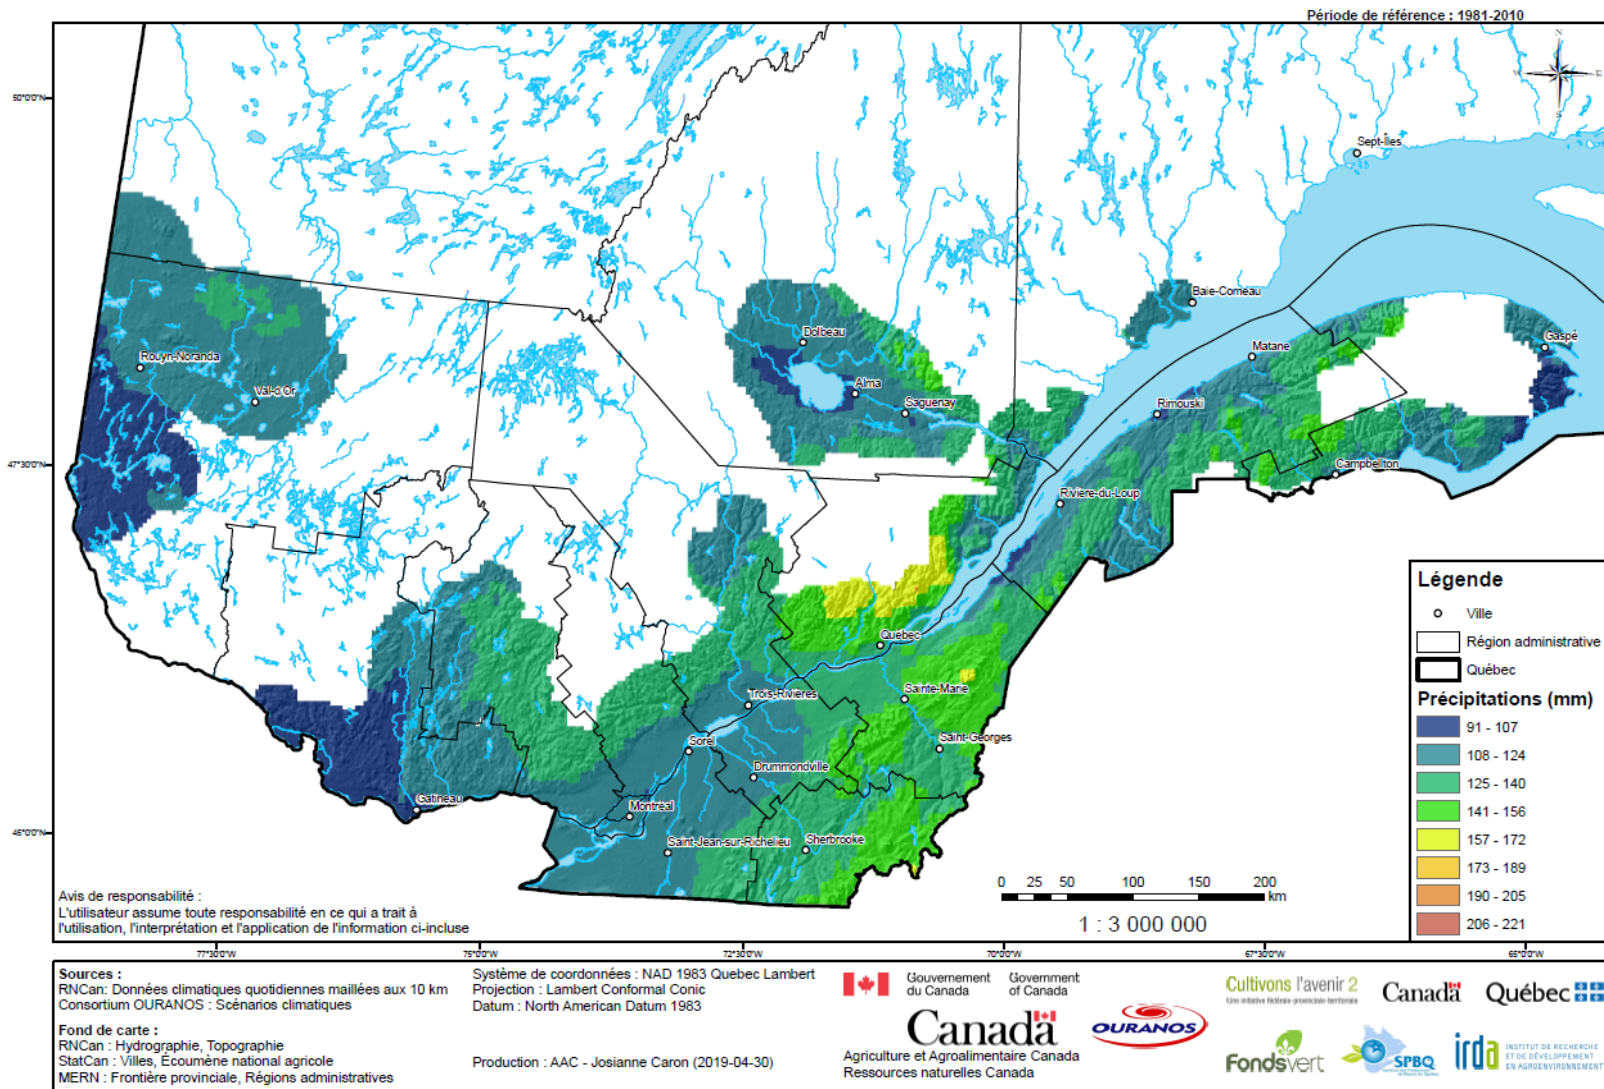 Période de référence : 1981-2010
N
W
E
S
50°0'0"N
47°30'0"N
45°0'0"N
Sept-Îles
Baie-Comeau
Gaspé
Matane
Dolbeau
Rouyn-Noranda
Val-d'Or
Alma
Saguenay
Rimouski
Campbellton
Rivière-du-Loup
Québec
Sainte-Marie
Trois-Rivières
Saint-Georges
Sorel
Drummondville
Gatineau
Montréal
Saint-Jean-sur-Richelieu
Sherbrooke
Légende
Ville
Région administrative
Québec
Précipitations (mm)
91 - 107
108 - 124
125 - 140
141 - 156
157 - 172
173 - 189
190 - 205
206 - 221
0 25 50 100 150 200
km
1 : 3 000 000
Avis de responsabilité :
L'utilisateur assume toute responsabilité en ce qui a trait à
l'utilisation, l'interprétation et l'application de l'information ci-incluse
77°30'0"W 75°0'0"W 72°30'0"W 70°0'0"W 67°30'0"W 65°0'0"W
Sources :
RNCan: Données climatiques quotidiennes maillées aux 10 km
Consortium OURANOS : Scénarios climatiques
Fond de carte :
RNCan : Hydrographie, Topographie
StatCan : Villes, Écoumène national agricole
MERN : Frontière provinciale, Régions administratives
Système de coordonnées : NAD 1983 Quebec Lambert
Projection : Lambert Conformal Conic
Datum : North American Datum 1983
Production : AAC - Josianne Caron (2019-04-30)
Gouvernement du Canada
Government of Canada
Canada
Agriculture et Agroalimentaire Canada
Ressources naturelles Canada
OURANOS
Cultivons l'avenir 2
Une initiative fédérale-provinciale-territoriale
Canada
Québec
Fondsvert
SPBQ
irda
INSTITUT DE RECHERCHE
ET DE DÉVELOPPEMENT
EN AGROENVIRONNEMENT